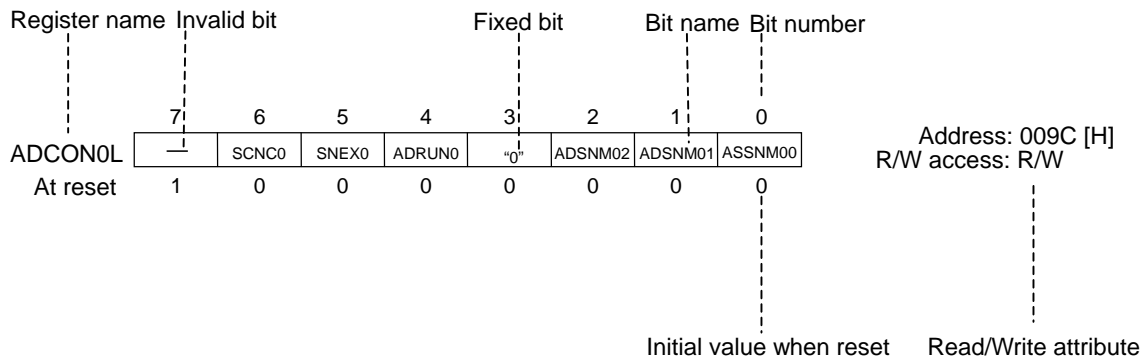 Register name Invalid bit Fixed bit Bit name Bit number
7 6 5 4 3 2 1 0
ADCON0L — SCNC0 SNEX0 ADRUN0 “0” ADSNM02 ADSNM01 ASSNM00
At reset 1 0 0 0 0 0 0 0
Address: 009C [H]
R/W access: R/W
Initial value when reset Read/Write attribute